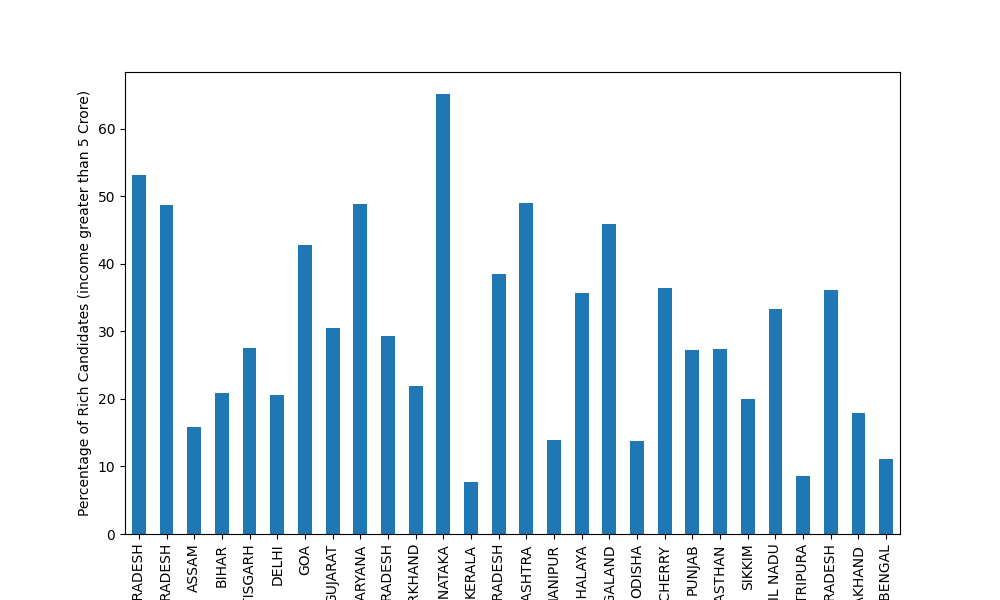 Percentage of Rich Candidates (income greater than 5 Crore)
60
50
40
30
20
10
0
RADESH
RADESH
ASSAM
BIHAR
TISGARH
DELHI
GOA
GUJARAT
ARYANA
RADESH
RKHAND
NATAKA
KERALA
RADESH
ASHTRA
MANIPUR
HALAYA
GALAND
ODISHA
CHERRY
PUNJAB
ASTHAN
SIKKIM
IL NADU
TRIPURA
RADESH
AKHAND
BENGAL